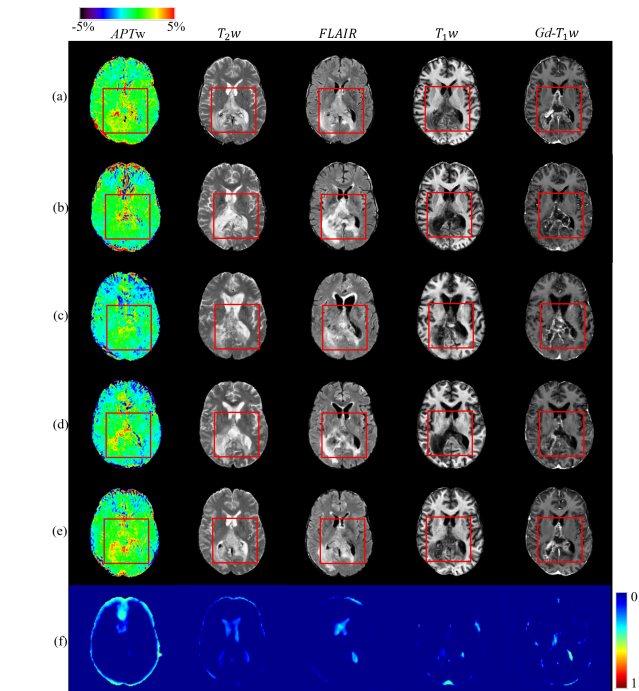 -5% 5%
APTw T₂w FLAIR T₁w Gd-T₁w
(a)
(b)
(c)
(d)
(e)
0
(f)
1